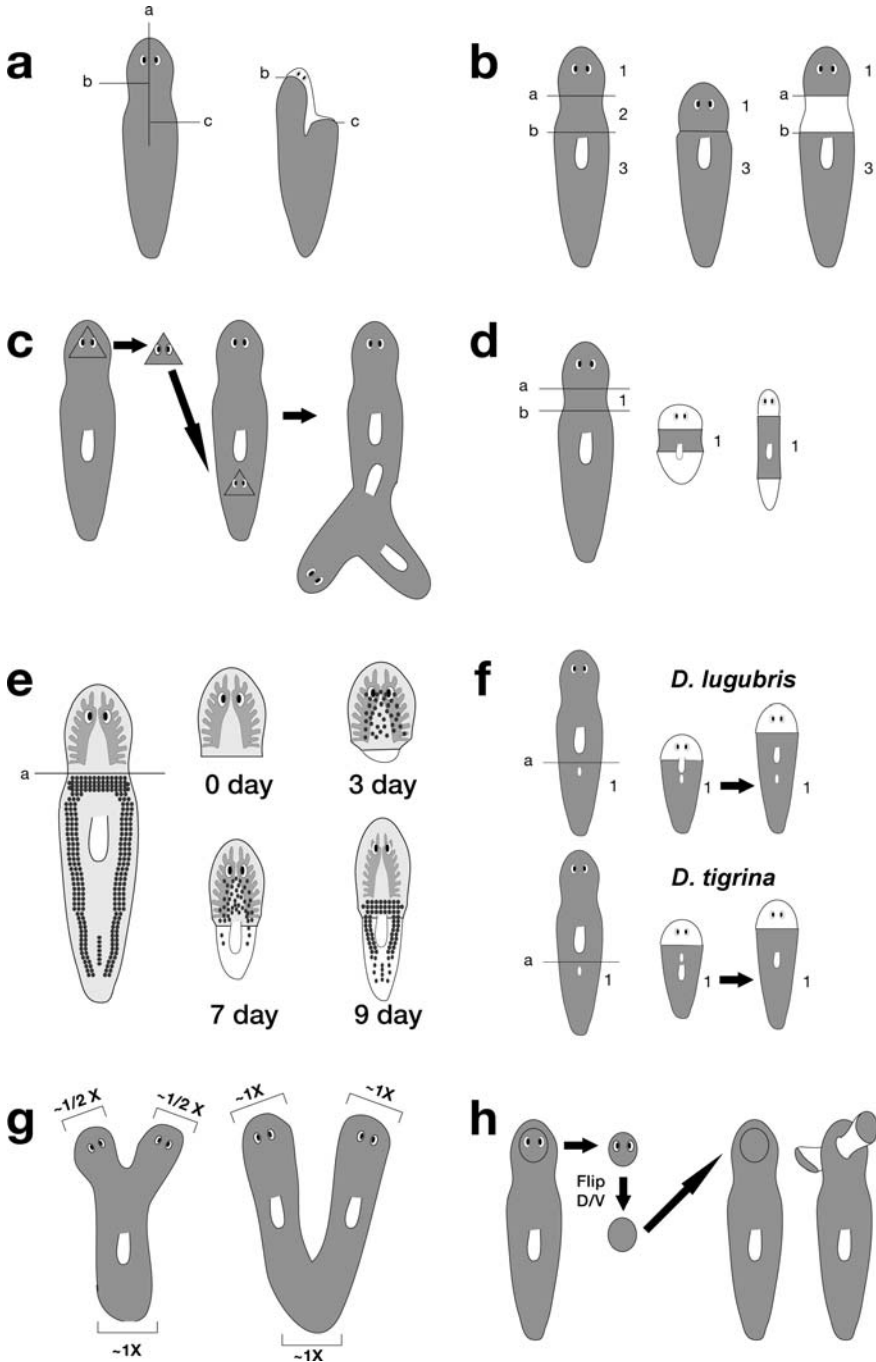 a
a
b
c
b
c
b
a
b
1
2
3
1
3
a
b
1
3
c
d
a
b
1
1
1
e
a
0 day
3 day
7 day
9 day
f
D. lugubris
a
1
1
1
D. tigrina
a
1
1
1
g
~1/2 X
~1/2 X
~1X
~1X
~1X
~1X
h
Flip
D/V